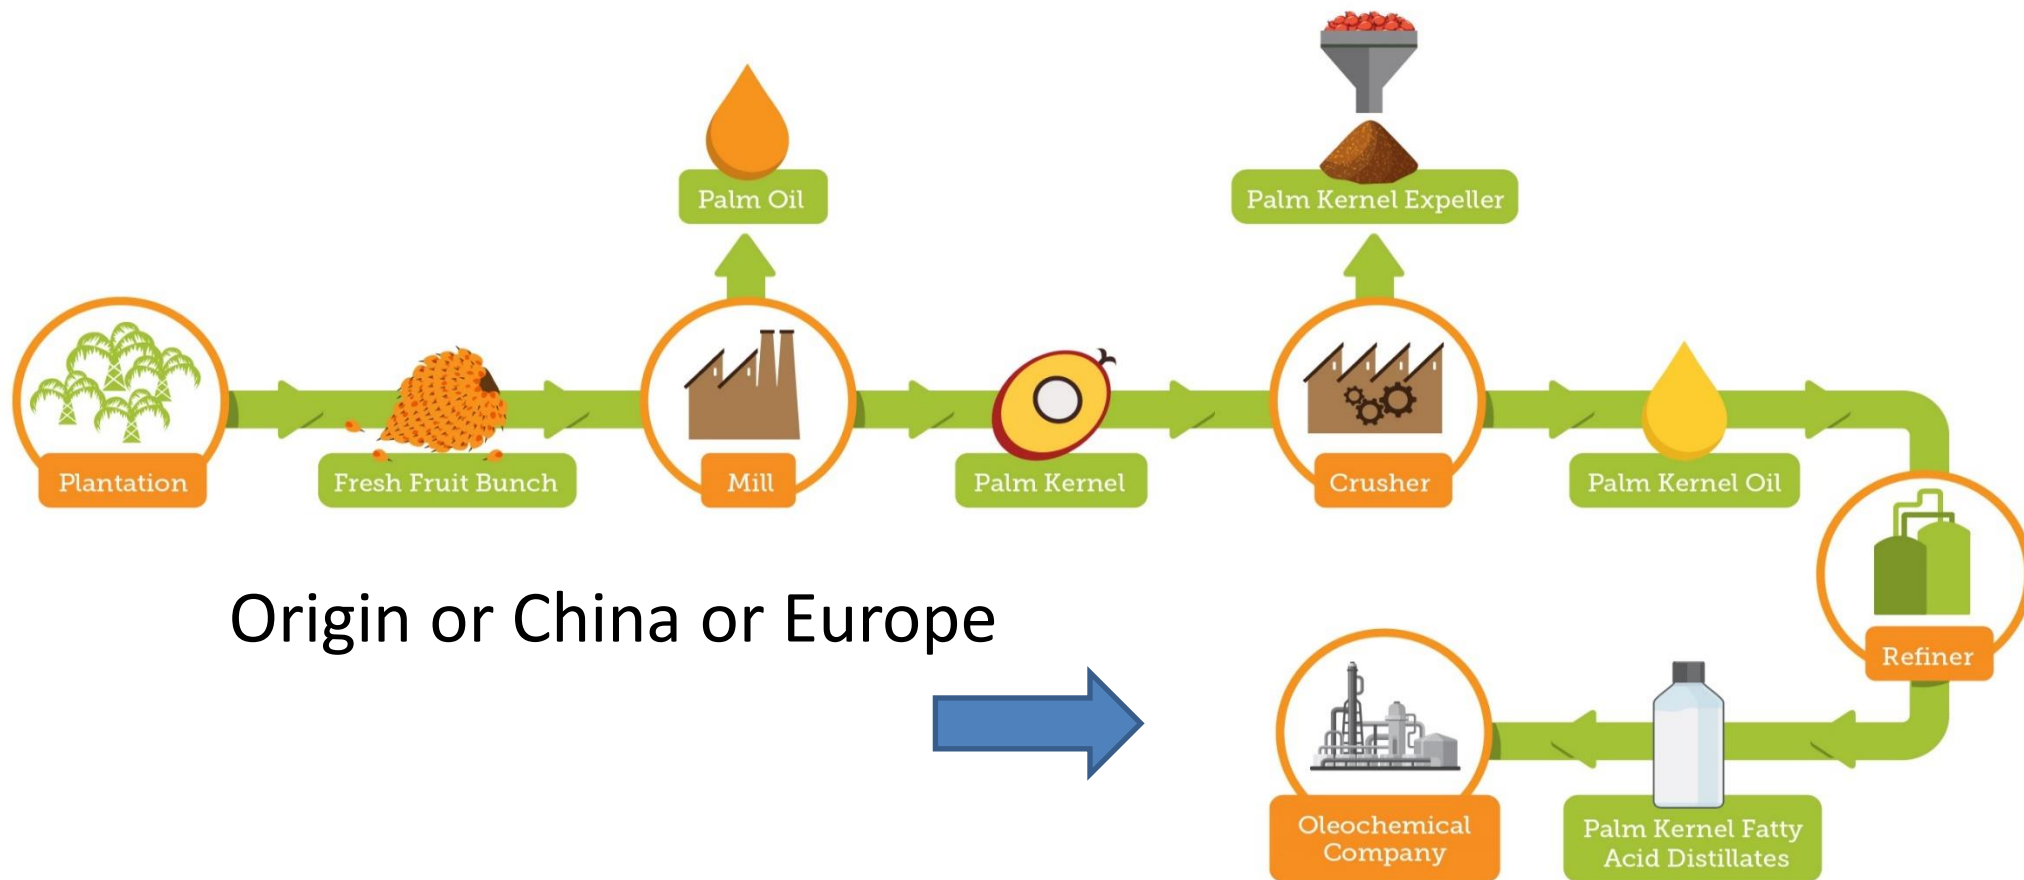 Palm Oil
Palm Kernel Expeller
Plantation
Fresh Fruit Bunch
Mill
Palm Kernel
Crusher
Palm Kernel Oil
Origin or China or Europe
Refiner
Oleochemical
Company
Palm Kernel Fatty
Acid Distillates